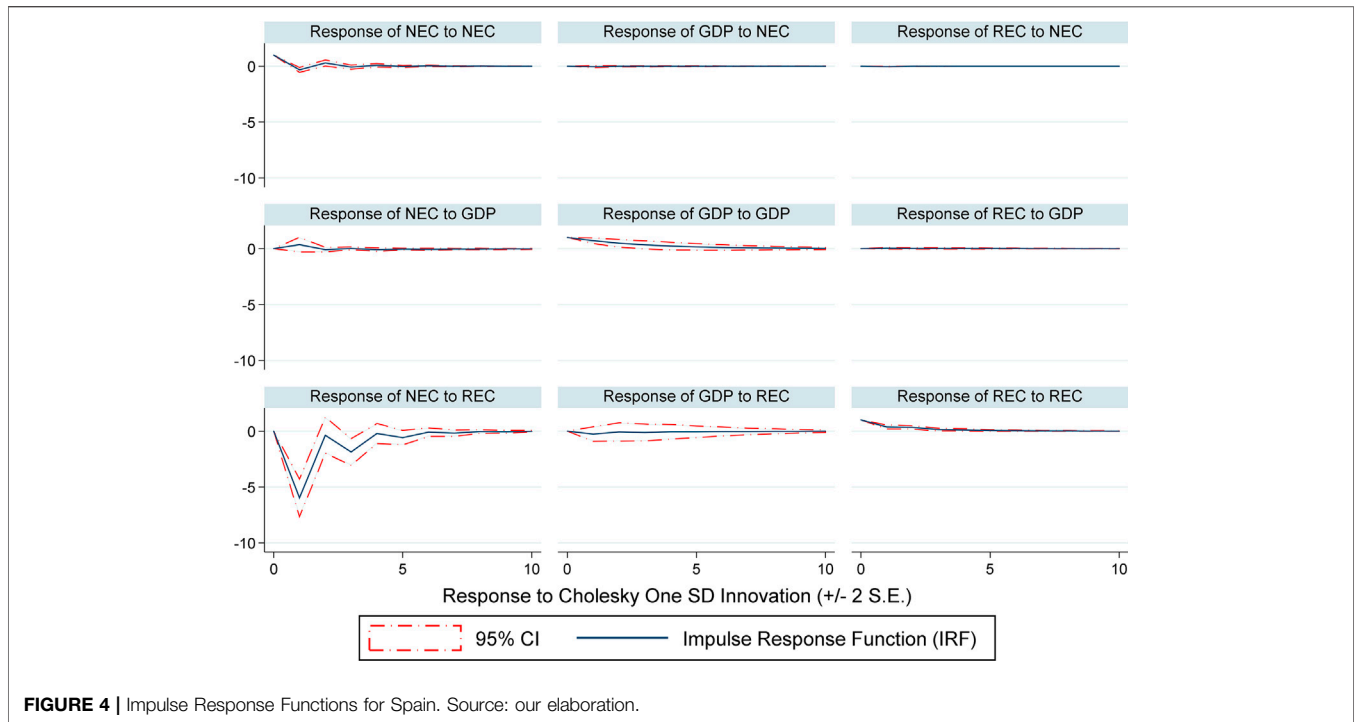 Response of NEC to NEC
Response of GDP to NEC
Response of REC to NEC
0
-5
-10
Response of NEC to GDP
Response of GDP to GDP
Response of REC to GDP
0
-5
-10
Response of NEC to REC
Response of GDP to REC
Response of REC to REC
0
-5
-10
0 5 10 0 5 10 0 5 10
Response to Cholesky One SD Innovation (+/- 2 S.E.)
95% CI Impulse Response Function (IRF)
FIGURE 4 | Impulse Response Functions for Spain. Source: our elaboration.